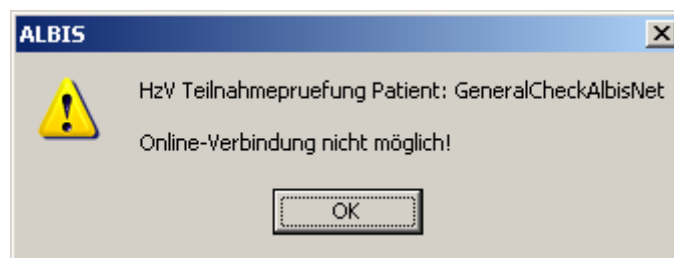 ALBIS
HzV Teilnahmepruefung Patient: GeneralCheckAlbisNet
Online-Verbindung nicht möglich!
OK